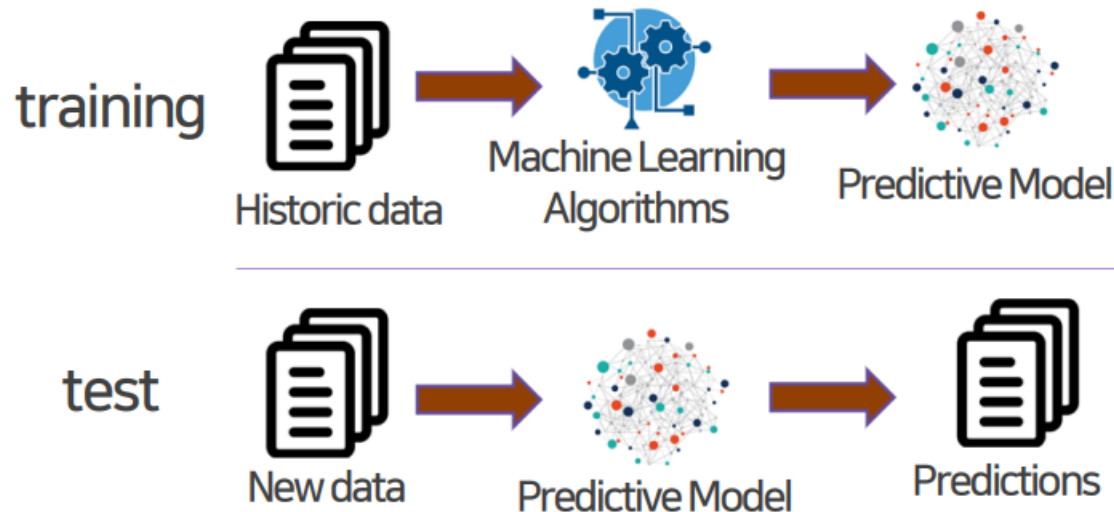 training
Historic data
Machine Learning
Algorithms
Predictive Model
test
New data
Predictive Model
Predictions